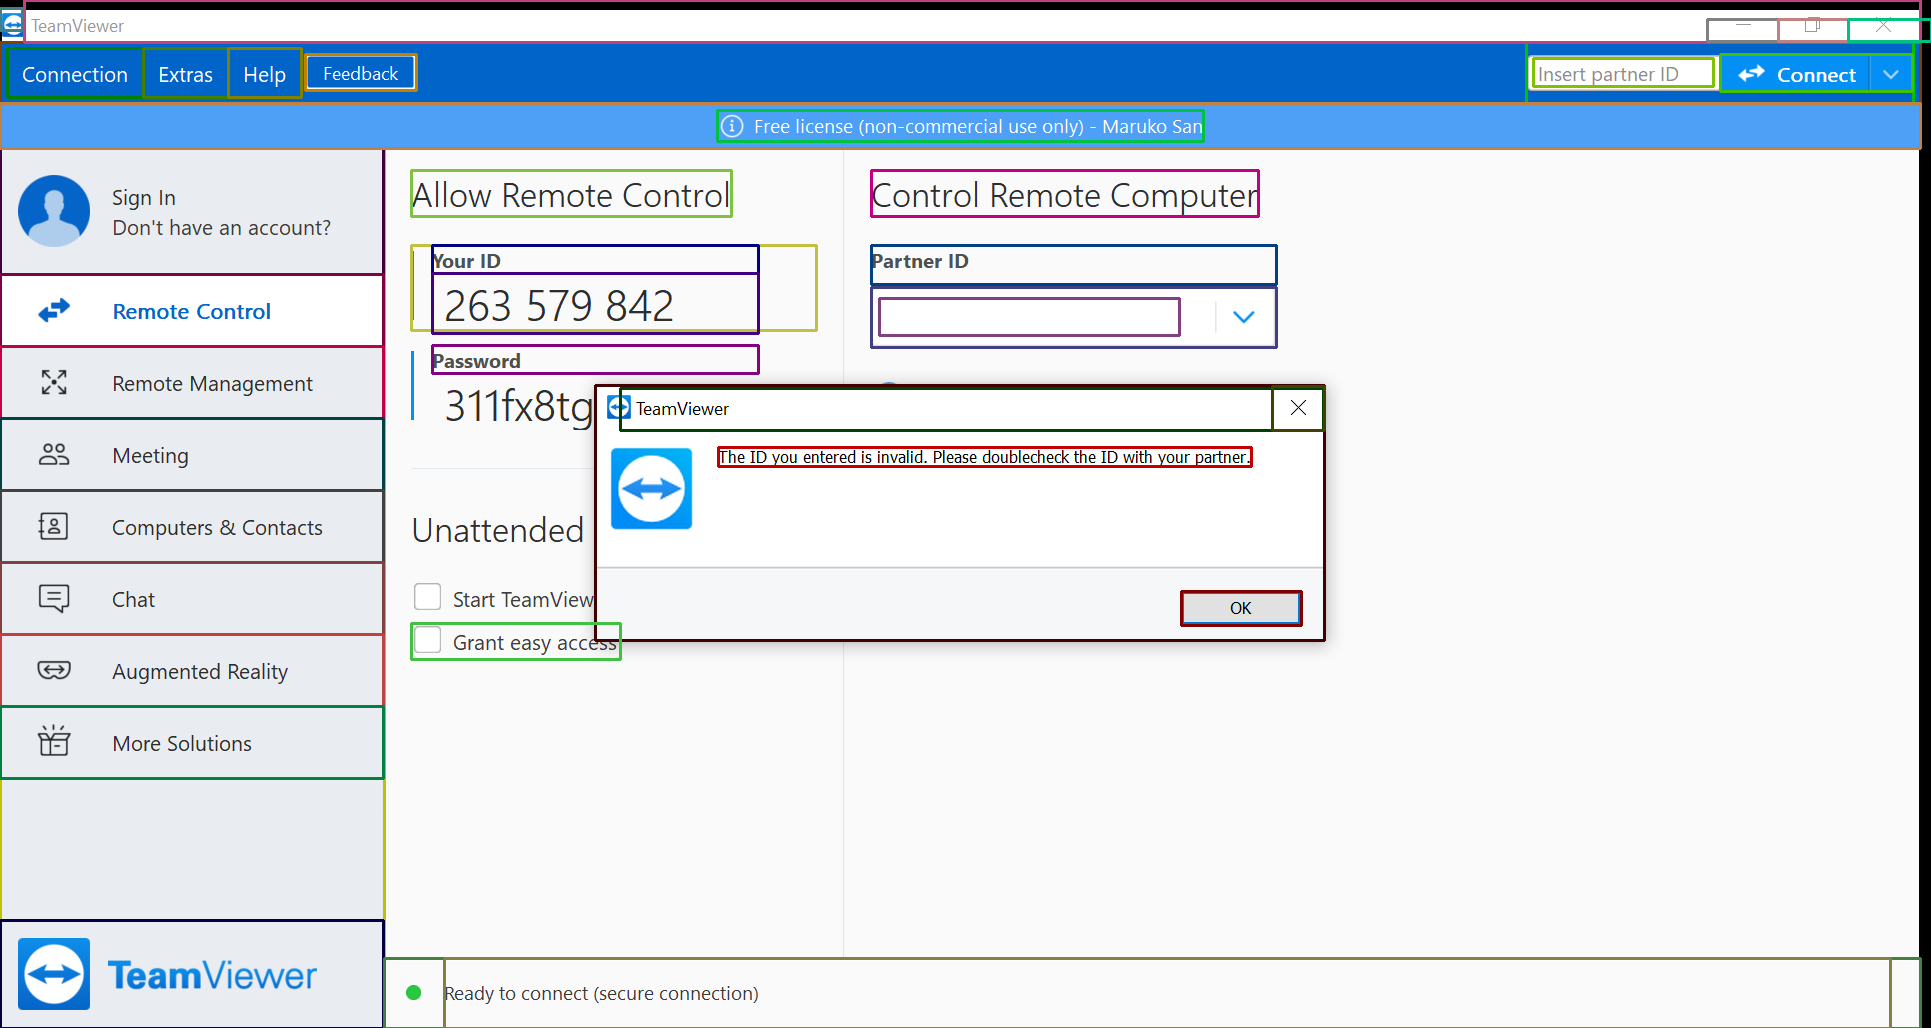 TeamViewer
Connection Extras Help Feedback
Insert partner ID Connect
Free license (non-commercial use only) - Maruko San
Sign In
Don't have an account?
Remote Control
Remote Management
Meeting
Computers & Contacts
Chat
Augmented Reality
More Solutions
TeamViewer
Allow Remote Control
Your ID
263 579 842
Password
311fx8tg
Unattended
Start TeamView
Grant easy access
Control Remote Computer
Partner ID
TeamViewer
The ID you entered is invalid. Please doublecheck the ID with your partner.
OK
Ready to connect (secure connection)